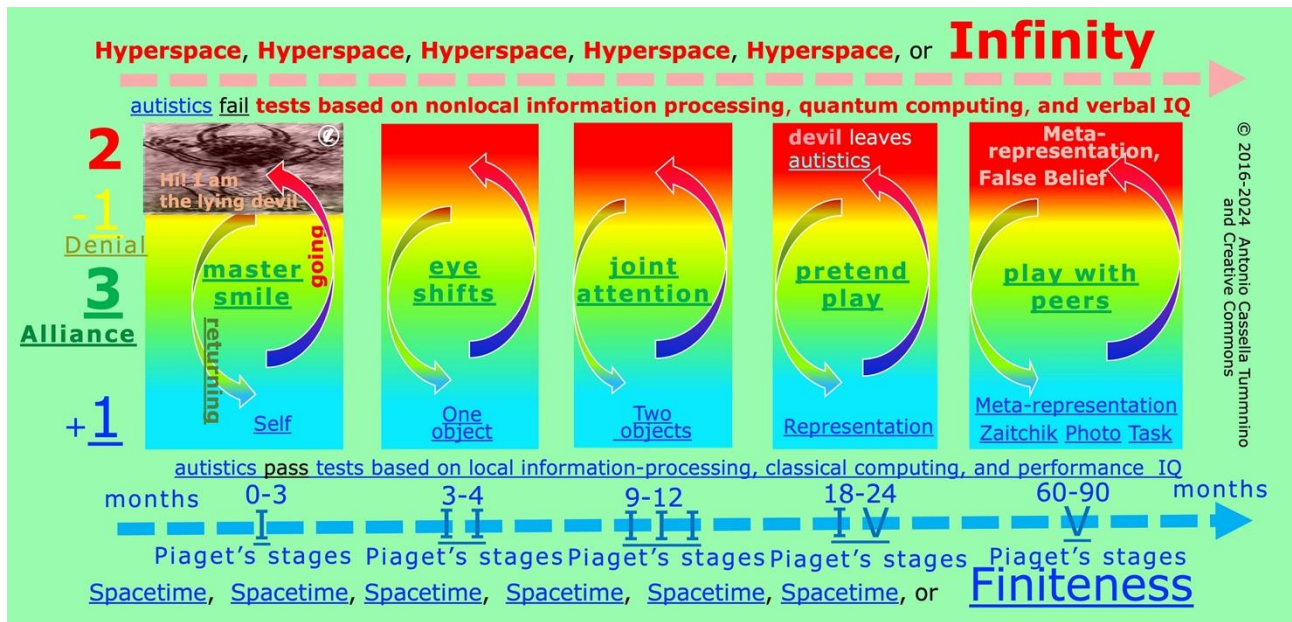 Hyperspace, Hyperspace, Hyperspace, Hyperspace, Hyperspace, or Infinity
autistics fail tests based on nonlocal information processing, quantum computing, and verbal IQ
2
-1
Denial
3
Alliance
+1
Hi! I am
the lying devil
going
master
smile
returning
Self
eye
shifts
One
object
joint
attention
Two
objects
devil leaves
autistics
pretend
play
Representation
Meta-
representation,
False Belief
play with
peers
Meta-representation
Zaitchik Photo Task
© 2016-2024 Antonio Cassella Tummnino
and Creative Commons
autistics pass tests based on local information-processing, classical computing, and performance IQ
months 0-3 3-4 9-12 18-24 60-90 months
I II III IV V
Piaget's stages Piaget's stages Piaget's stages Piaget's stages Piaget's stages
Spacetime, Spacetime, Spacetime, Spacetime, Spacetime, Spacetime, or Finiteness